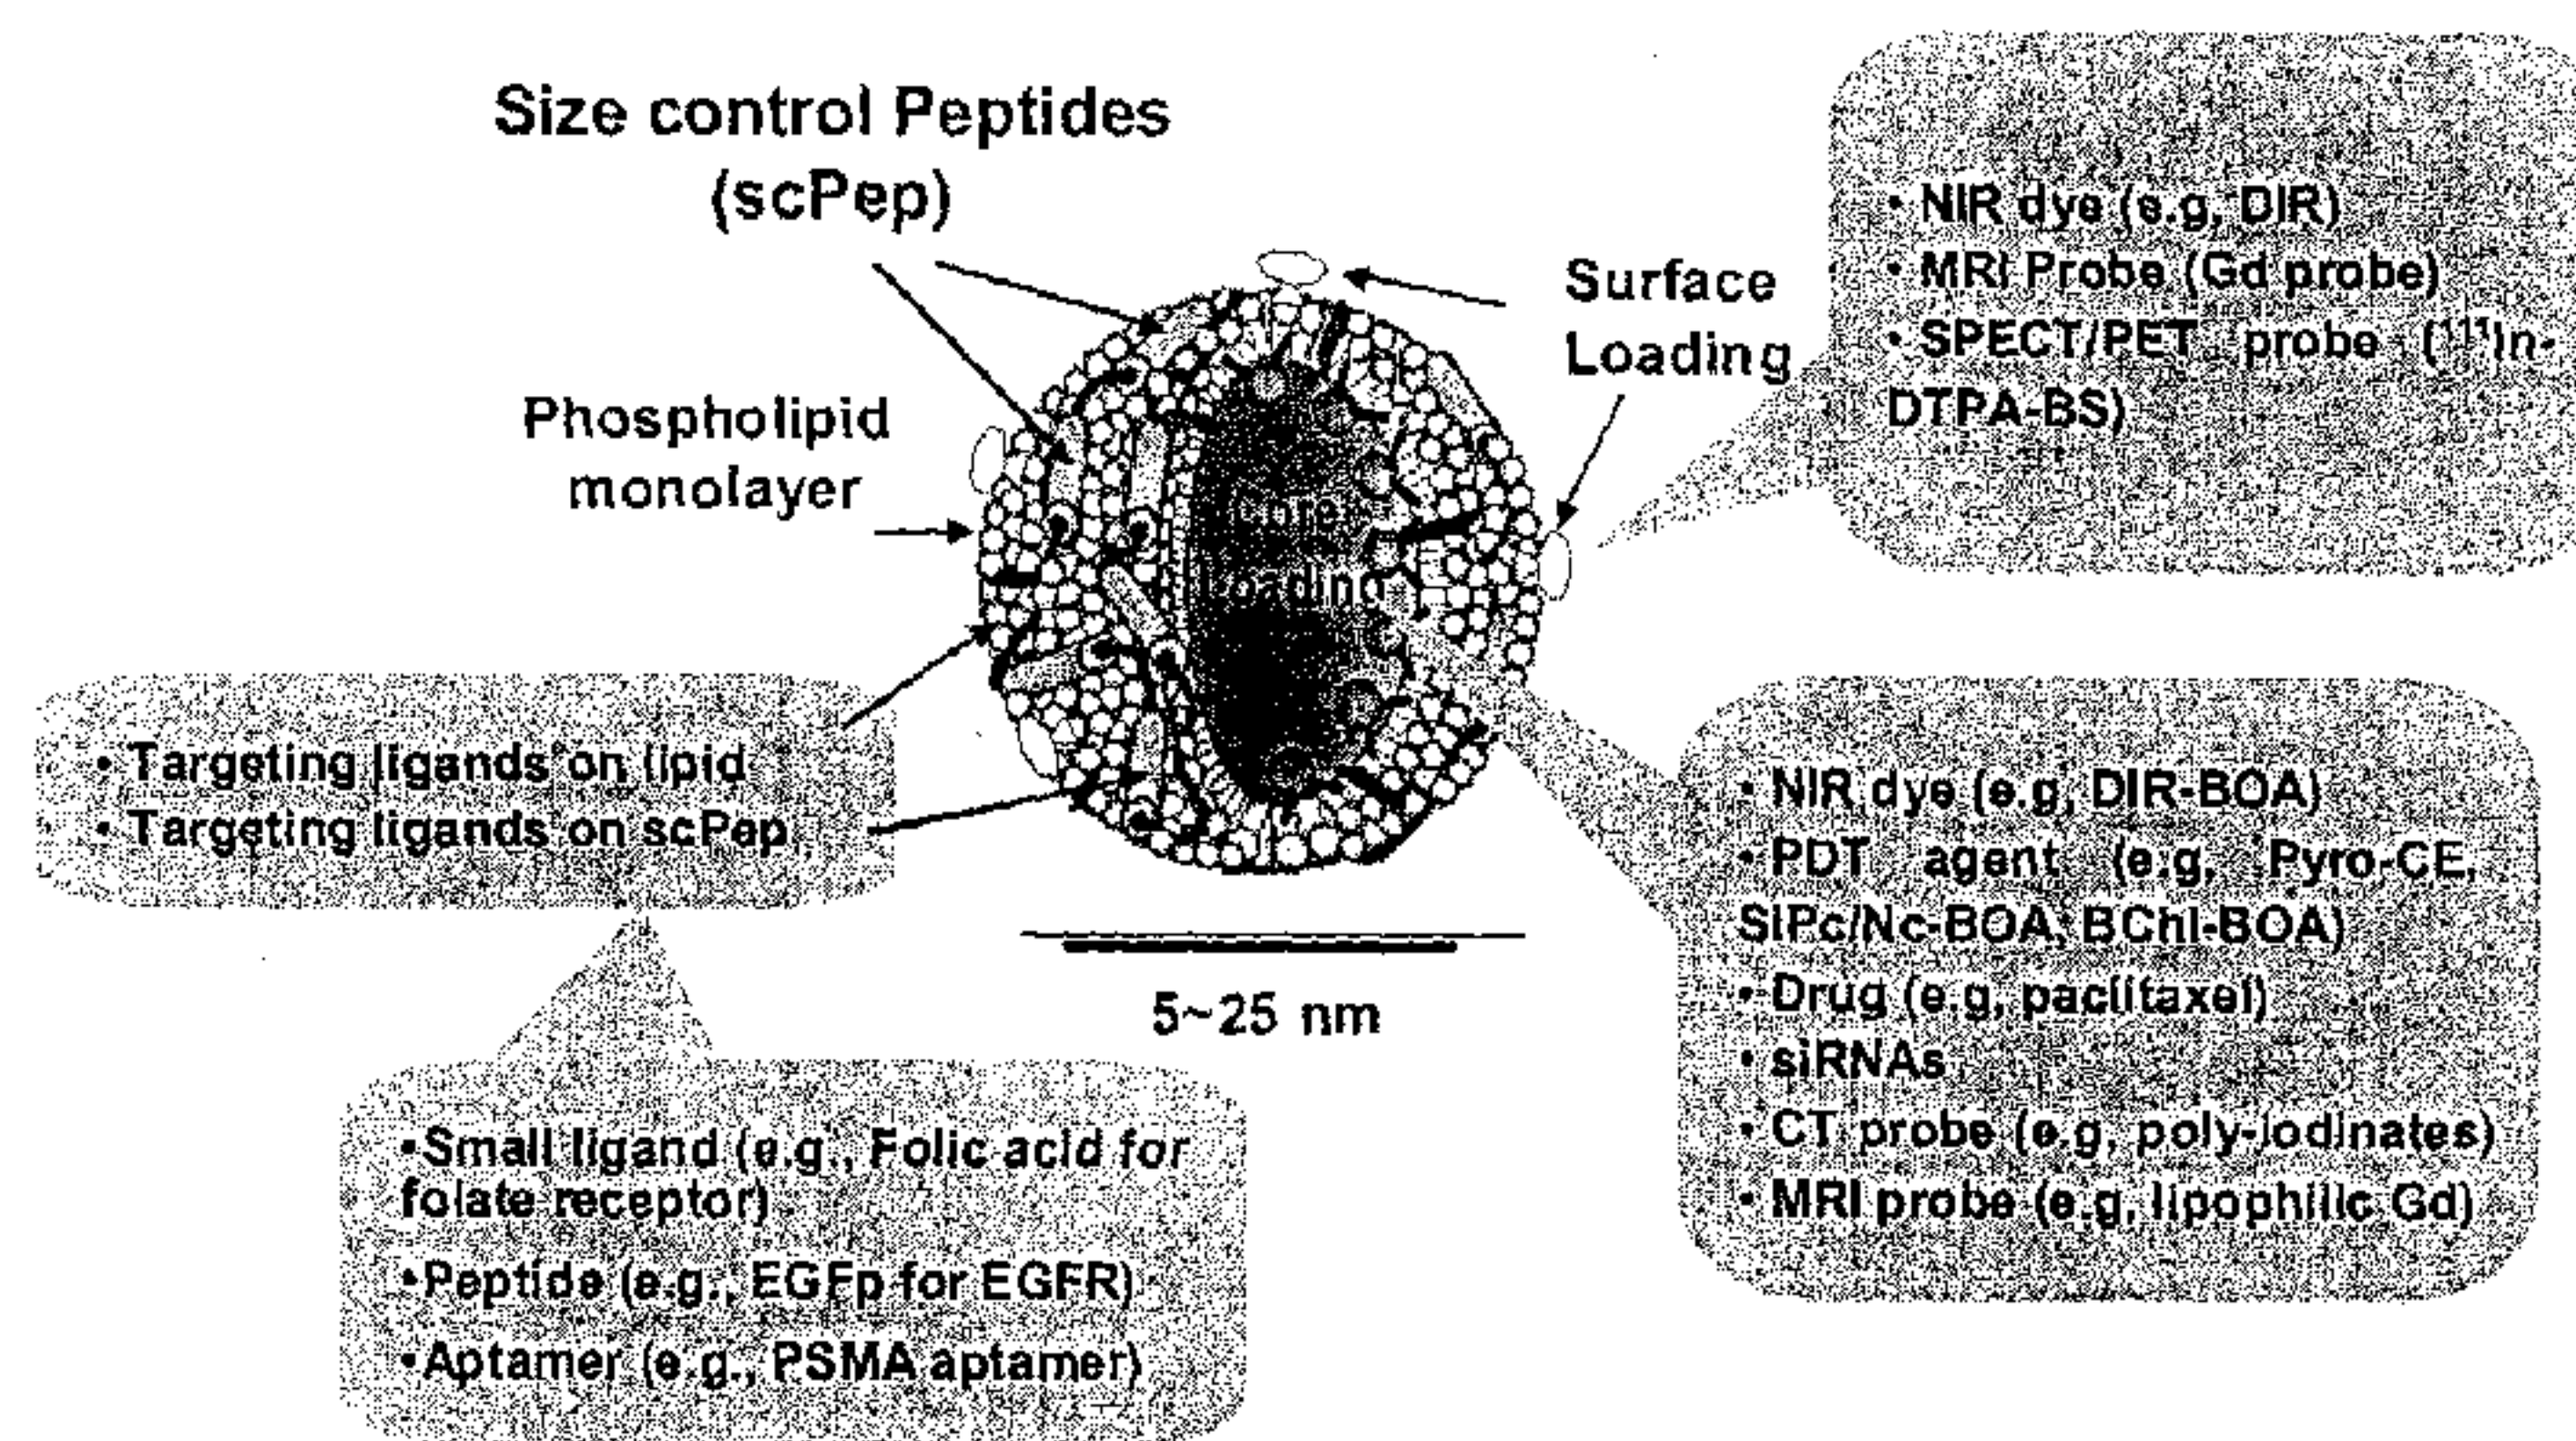 Size control Peptides
(scPep)
Phospholipid
monolayer
Surface
Loading
Core
Loading
• NIR dye (e.g, DIR)
• MRI Probe (Gd probe)
• SPECT/PET probe (¹¹¹In-
DTPA-BS)
• Targeting ligands on lipid
• Targeting ligands on scPep
5~25 nm
• NIR dye (e.g, DIR-BOA)
• PDT agent (e.g, Pyro-CE,
SiPc/Nc-BOA, BChl-BOA)
• Drug (e.g, paclitaxel)
• siRNAs
• CT probe (e.g, poly-iodinates)
• MRI probe (e.g, lipophilic Gd)
•Small ligand (e.g., Folic acid for
folate receptor)
•Peptide (e.g., EGFp for EGFR)
•Aptamer (e.g., PSMA aptamer)